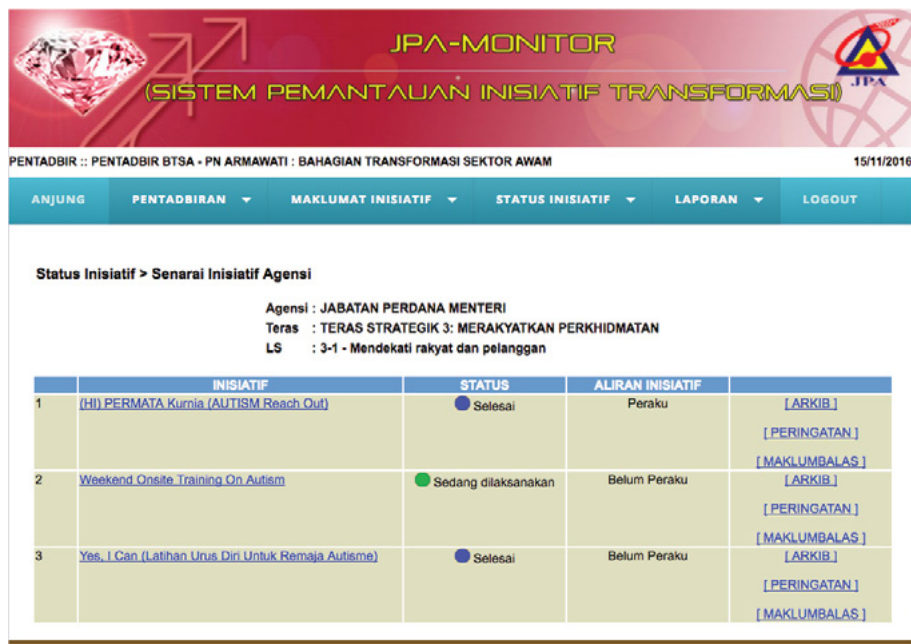 JPA-MONITOR
(SISTEM PEMANTAUAN INISIATIF TRANSFORMASI)
JPA
PENTADBIR :: PENTADBIR BTSA - PN ARMAWATI : BAHAGIAN TRANSFORMASI SEKTOR AWAM 15/11/2016
ANJUNG PENTADBIRAN MAKLUMAT INISIATIF STATUS INISIATIF LAPORAN LOGOUT
Status Inisiatif > Senarai Inisiatif Agensi
Agensi : JABATAN PERDANA MENTERI
Teras : TERAS STRATEGIK 3: MERAKYATKAN PERKHIDMATAN
LS : 3-1 - Mendekati rakyat dan pelanggan
INISIATIF STATUS ALIRAN INISIATIF
1 (HI) PERMATA Kurnia (AUTISM Reach Out) Selesai Peraku [ ARKIB ]
[ PERINGATAN ]
[ MAKLUMBALAS ]
2 Weekend Onsite Training On Autism Sedang dilaksanakan Belum Peraku [ ARKIB ]
[ PERINGATAN ]
[ MAKLUMBALAS ]
3 Yes, I Can (Latihan Urus Diri Untuk Remaja Autisme) Selesai Belum Peraku [ ARKIB ]
[ PERINGATAN ]
[ MAKLUMBALAS ]